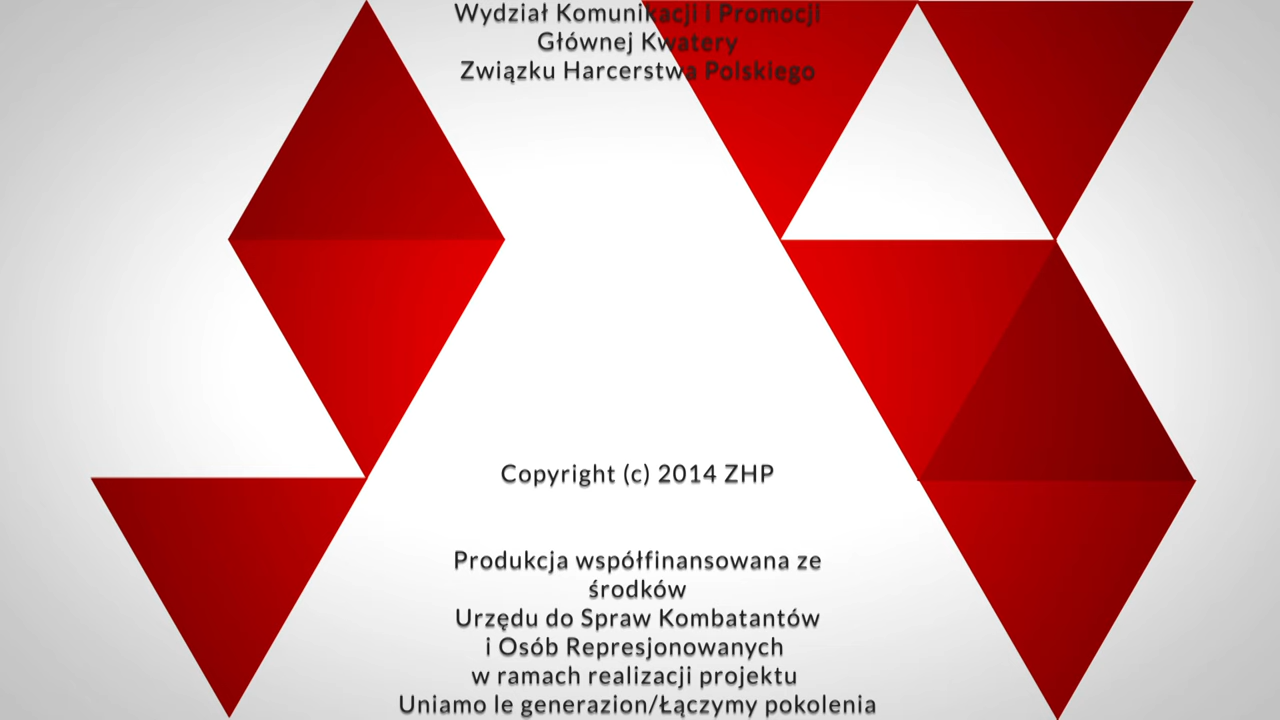 Wydział Komunikacji i Promocji
Głównej Kwatery
Związku Harcerstwa Polskiego
Copyright (c) 2014 ZHP
Produkcja współfinansowana ze
środków
Urzędu do Spraw Kombatantów
i Osób Represjonowanych
w ramach realizacji projektu
Uniamo le generazion/Łączymy pokolenia